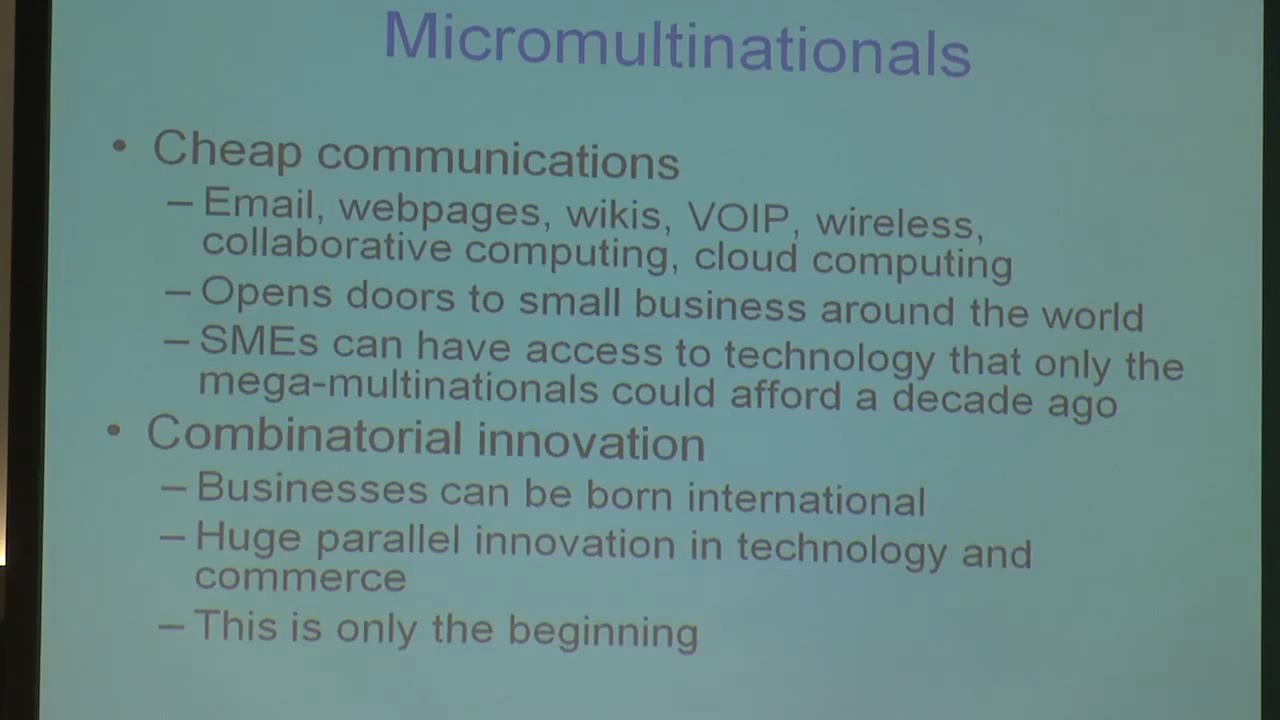 Micromultinationals
• Cheap communications
– Email, webpages, wikis, VOIP, wireless,
collaborative computing, cloud computing
– Opens doors to small business around the world
– SMEs can have access to technology that only the
mega-multinationals could afford a decade ago
• Combinatorial innovation
– Businesses can be born international
– Huge parallel innovation in technology and
commerce
– This is only the beginning